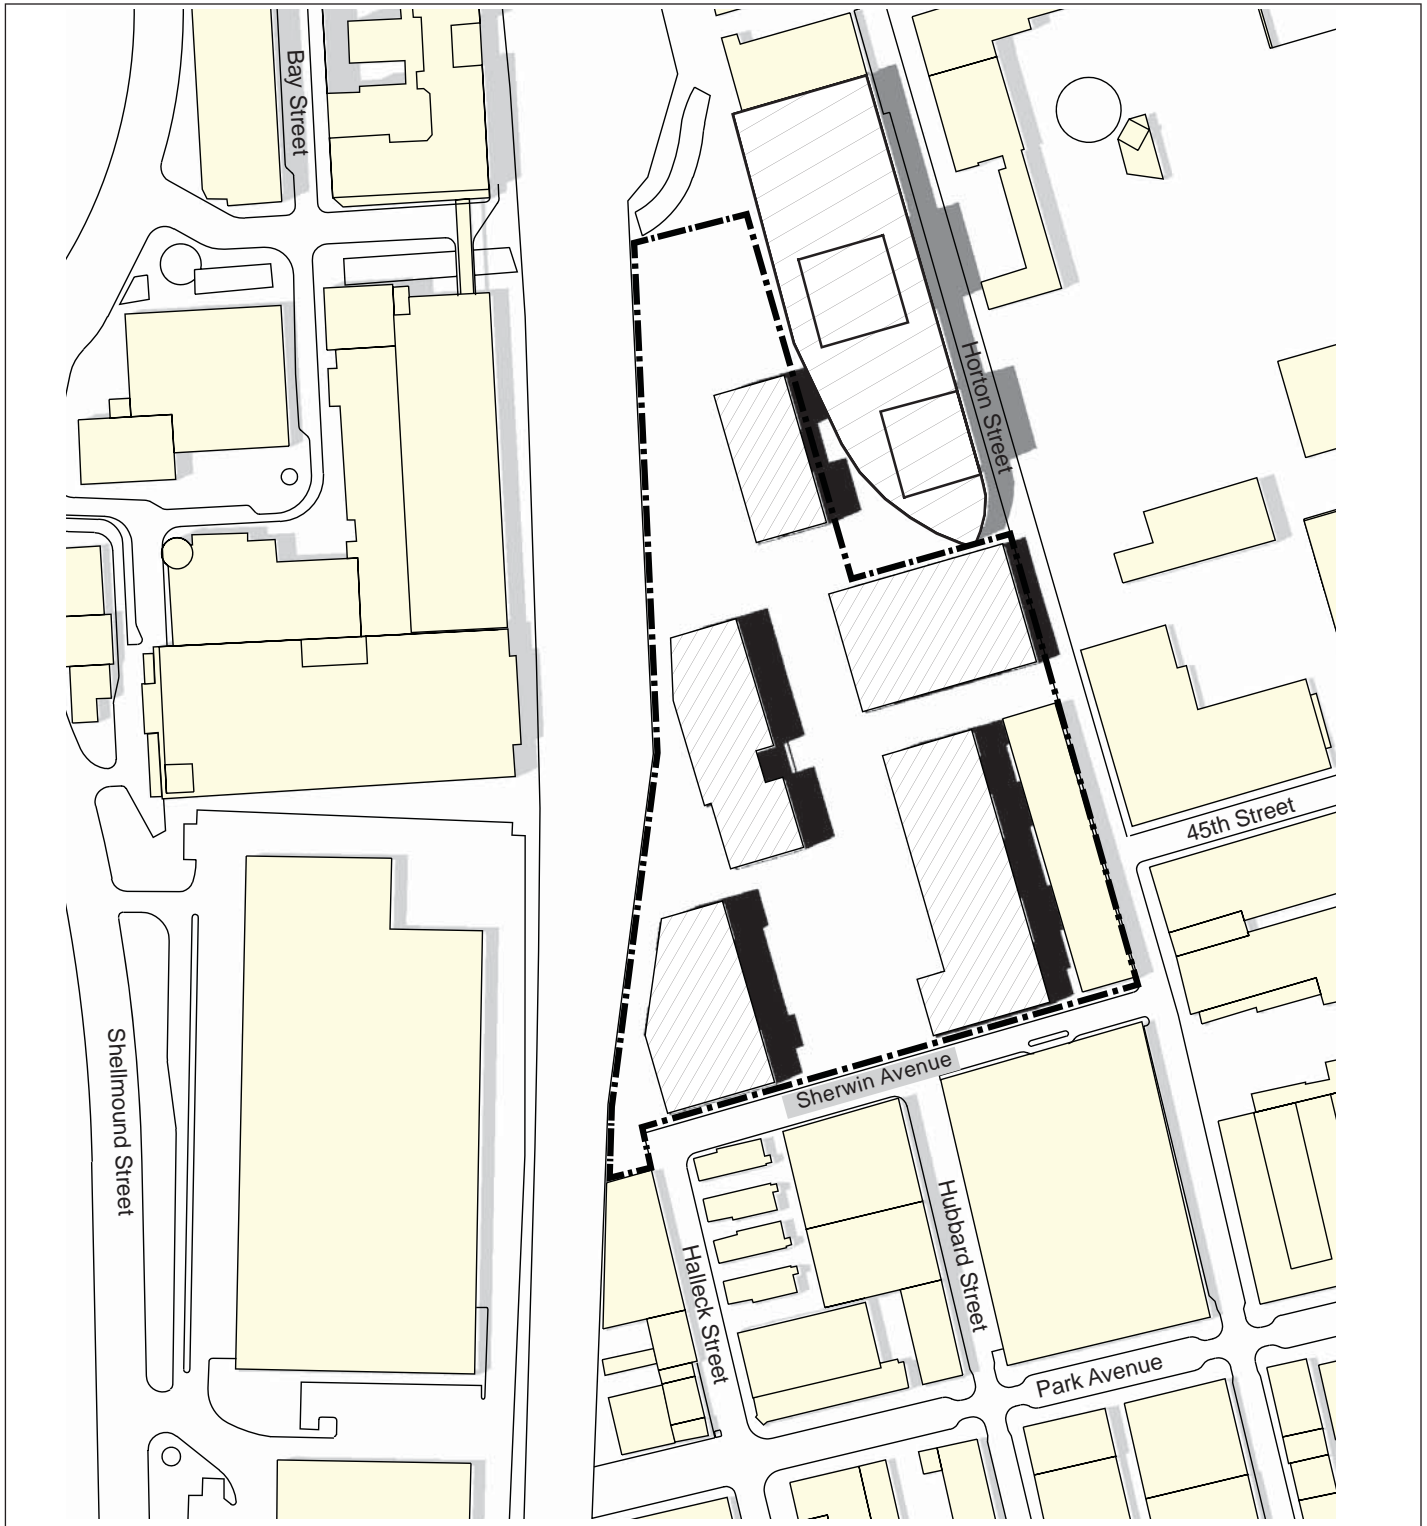 Bay Street
Horton Street
45th Street
Sherwin Avenue
Shellmound Street
Hubbard Street
Halleck Street
Park Avenue